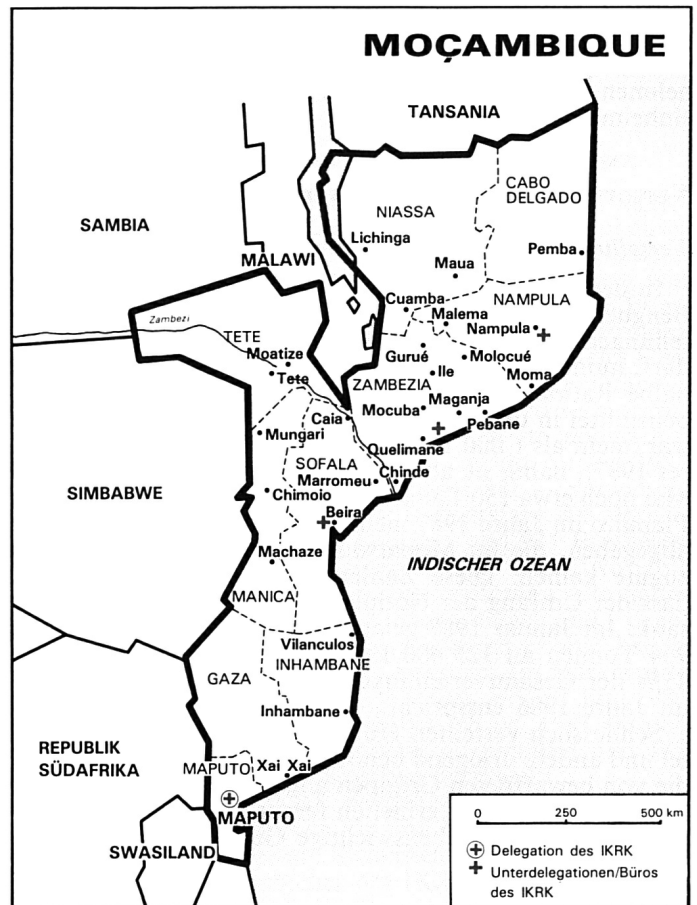 MOÇAMBIQUE
TANSANIA
CABO
DELGADO
NIASSA
SAMBIA
Lichinga
Pemba
MALAWI
Maua
Cuamba
NAMPULA
Malema
Zambezi
Nampula
TETE
Moatize
Gurué
Molocué
Tete
Ile
Moma
ZAMBEZIA
Maganja
Mocuba
Caia
Pebane
Mungari
Quelimane
SOFALA
Chinde
Marromeu
SIMBABWE
Chimoio
Beira
Machaze
INDISCHER OZEAN
MANICA
Vilanculos
INHAMBANE
GAZA
Inhambane
REPUBLIK
SÜDAFRIKA
MAPUTO
Xai Xai
MAPUTO
SWASILAND
0 250 500 km
Delegation des IKRK
Unterdelegationen/Büros
des IKRK